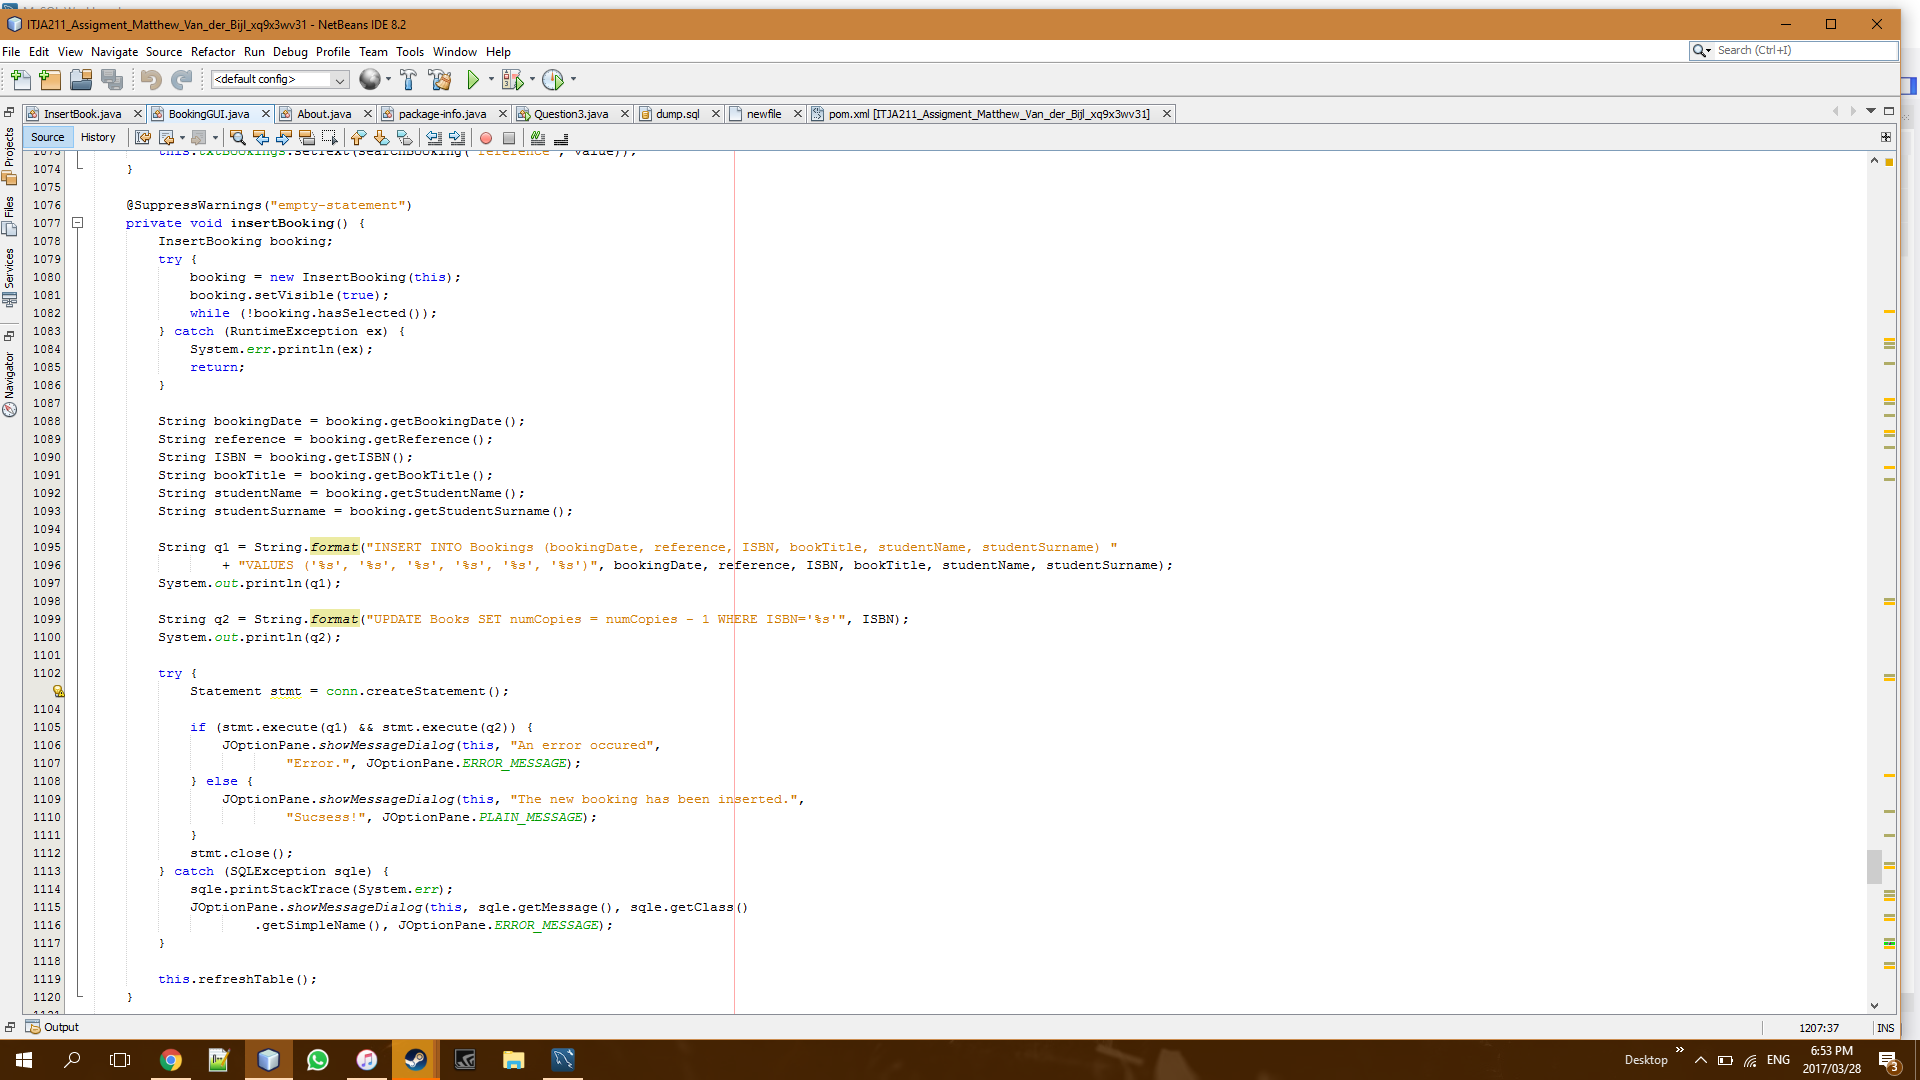 ITJA211_Assigment_Matthew_Van_der_Bijl_xq9x3wv31 - NetBeans IDE 8.2
File Edit View Navigate Source Refactor Run Debug Profile Team Tools Window Help
Search (Ctrl+I)
<default config>
InsertBook.java BookingGUI.java About.java package-info.java Question3.java dump.sql newfile pom.xml [ITJA211_Assigment_Matthew_Van_der_Bijl_xq9x3wv31]
Source History
Projects
Files
Services
Navigator
1073 this.txtBookings.setText(searchBooking("reference", value));
1074 }
1075
1076 @SuppressWarnings("empty-statement")
1077 private void insertBooking() {
1078 InsertBooking booking;
1079 try {
1080 booking = new InsertBooking(this);
1081 booking.setVisible(true);
1082 while (!booking.hasSelected());
1083 } catch (RuntimeException ex) {
1084 System.err.println(ex);
1085 return;
1086 }
1087
1088 String bookingDate = booking.getBookingDate();
1089 String reference = booking.getReference();
1090 String ISBN = booking.getISBN();
1091 String bookTitle = booking.getBookTitle();
1092 String studentName = booking.getStudentName();
1093 String studentSurname = booking.getStudentSurname();
1094
1095 String q1 = String.format("INSERT INTO Bookings (bookingDate, reference, ISBN, bookTitle, studentName, studentSurname) "
1096 + "VALUES ('%s', '%s', '%s', '%s', '%s', '%s')", bookingDate, reference, ISBN, bookTitle, studentName, studentSurname);
1097 System.out.println(q1);
1098
1099 String q2 = String.format("UPDATE Books SET numCopies = numCopies - 1 WHERE ISBN='%s'", ISBN);
1100 System.out.println(q2);
1101
1102 try {
Statement stmt = conn.createStatement();
1104
1105 if (stmt.execute(q1) && stmt.execute(q2)) {
1106 JOptionPane.showMessageDialog(this, "An error occured",
1107 "Error.", JOptionPane.ERROR_MESSAGE);
1108 } else {
1109 JOptionPane.showMessageDialog(this, "The new booking has been inserted.",
1110 "Sucsess!", JOptionPane.PLAIN_MESSAGE);
1111 }
1112 stmt.close();
1113 } catch (SQLException sqle) {
1114 sqle.printStackTrace(System.err);
1115 JOptionPane.showMessageDialog(this, sqle.getMessage(), sqle.getClass()
1116 .getSimpleName(), JOptionPane.ERROR_MESSAGE);
1117 }
1118
1119 this.refreshTable();
1120 }
1121
Output
1207:37 INS
Desktop ENG 6:53 PM
2017/03/28
3